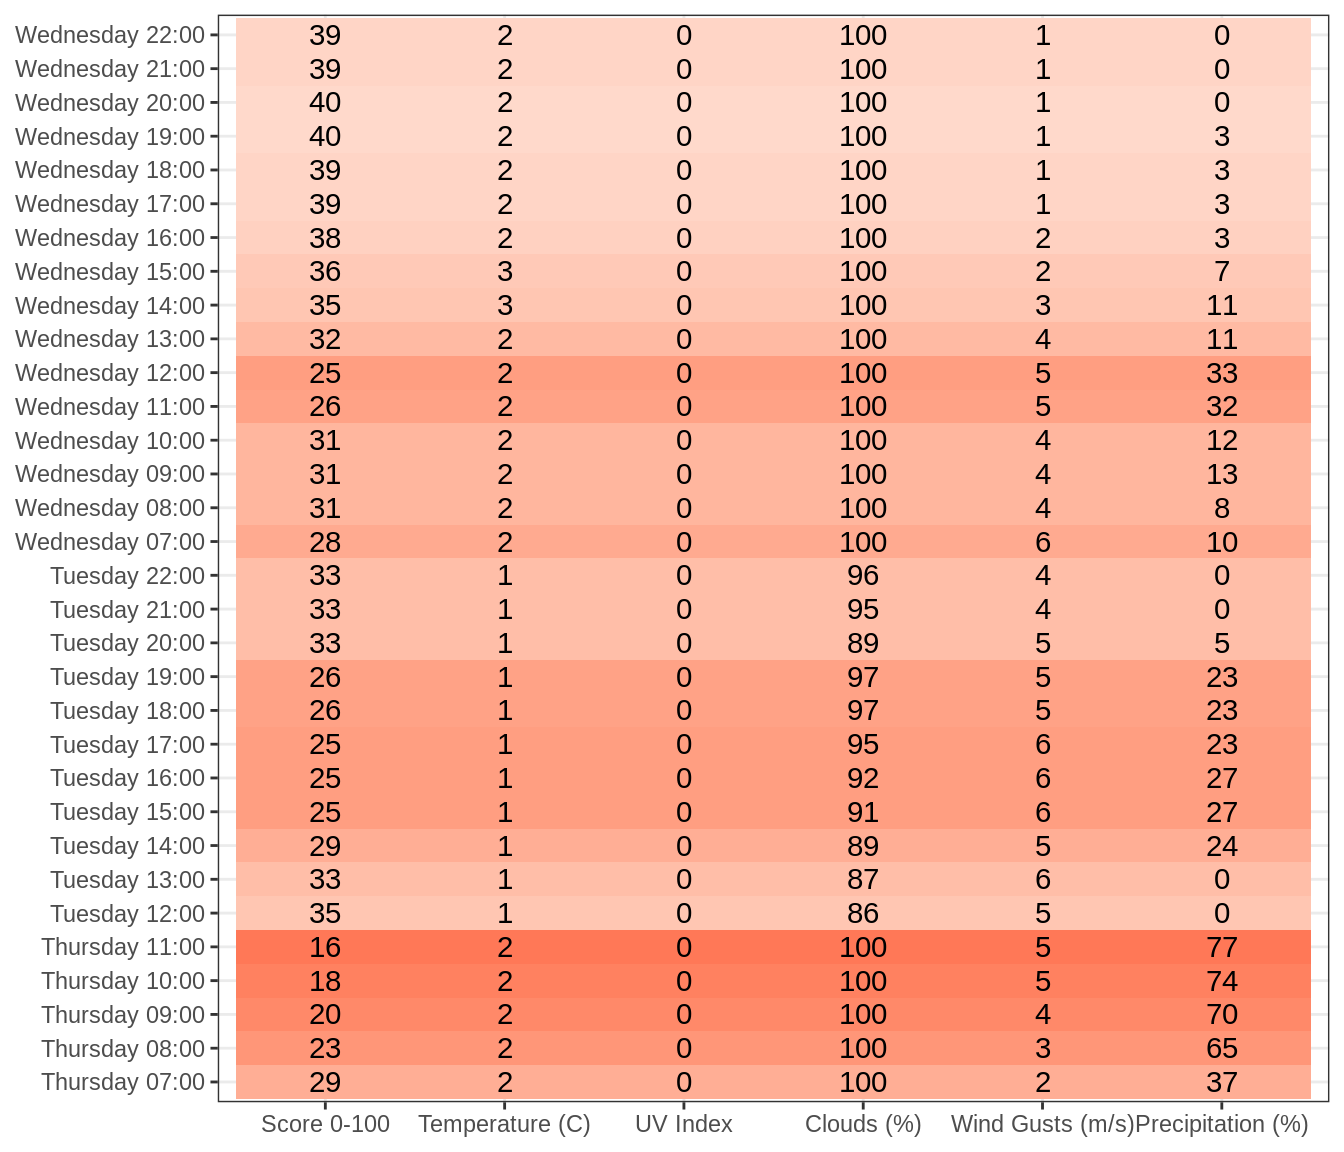 Wednesday 22:00 39 2 0 100 1 0
Wednesday 21:00 39 2 0 100 1 0
Wednesday 20:00 40 2 0 100 1 0
Wednesday 19:00 40 2 0 100 1 3
Wednesday 18:00 39 2 0 100 1 3
Wednesday 17:00 39 2 0 100 1 3
Wednesday 16:00 38 2 0 100 2 3
Wednesday 15:00 36 3 0 100 2 7
Wednesday 14:00 35 3 0 100 3 11
Wednesday 13:00 32 2 0 100 4 11
Wednesday 12:00 25 2 0 100 5 33
Wednesday 11:00 26 2 0 100 5 32
Wednesday 10:00 31 2 0 100 4 12
Wednesday 09:00 31 2 0 100 4 13
Wednesday 08:00 31 2 0 100 4 8
Wednesday 07:00 28 2 0 100 6 10
Tuesday 22:00 33 1 0 96 4 0
Tuesday 21:00 33 1 0 95 4 0
Tuesday 20:00 33 1 0 89 5 5
Tuesday 19:00 26 1 0 97 5 23
Tuesday 18:00 26 1 0 97 5 23
Tuesday 17:00 25 1 0 95 6 23
Tuesday 16:00 25 1 0 92 6 27
Tuesday 15:00 25 1 0 91 6 27
Tuesday 14:00 29 1 0 89 5 24
Tuesday 13:00 33 1 0 87 6 0
Tuesday 12:00 35 1 0 86 5 0
Thursday 11:00 16 2 0 100 5 77
Thursday 10:00 18 2 0 100 5 74
Thursday 09:00 20 2 0 100 4 70
Thursday 08:00 23 2 0 100 3 65
Thursday 07:00 29 2 0 100 2 37
Score 0-100 Temperature (C) UV Index Clouds (%) Wind Gusts (m/s) Precipitation (%)